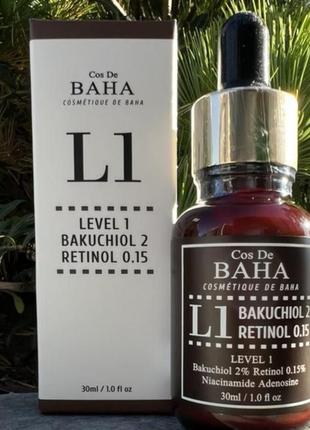 Cos De
BAHA
COSMÉTIQUE DE BAHA
L1
LEVEL 1
BAKUCHIOL 2
RETINOL 0.15
30ml / 1.0 fl oz
Cos De
BAHA
COSMÉTIQUE DE BAHA
L1
BAKUCHIOL 2
RETINOL 0.15
LEVEL 1
Bakuchiol 2% Retinol 0.15%
Niacinamide Adenosine
30ml / 1.0 fl oz